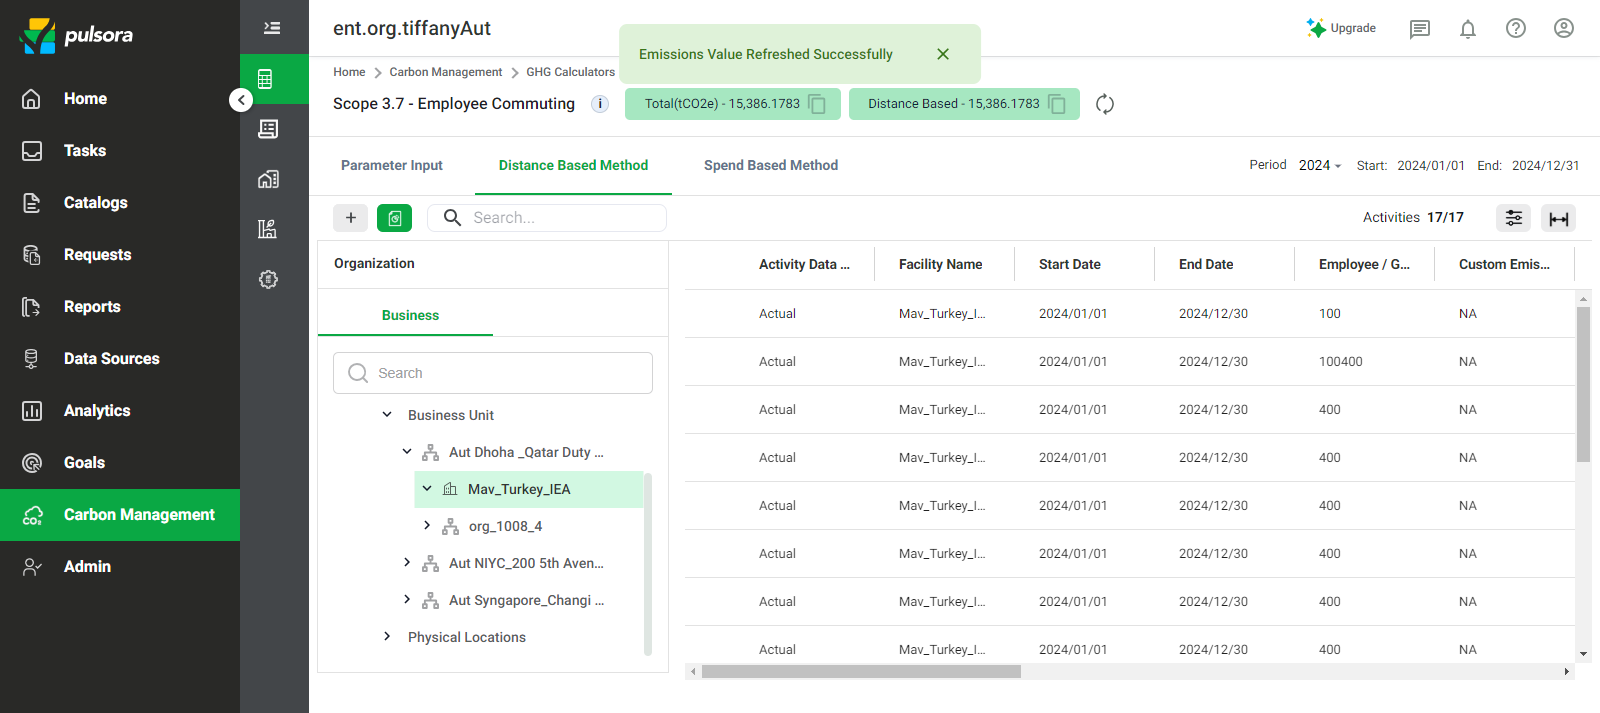 pulsora
Home
Tasks
Catalogs
Requests
Reports
Data Sources
Analytics
Goals
Carbon Management
Admin
ent.org.tiffanyAut
Emissions Value Refreshed Successfully
Upgrade
Home > Carbon Management > GHG Calculators
Scope 3.7 - Employee Commuting
Total(tCO2e) - 15,386.1783
Distance Based - 15,386.1783
Parameter Input
Distance Based Method
Spend Based Method
Period 2024 Start: 2024/01/01 End: 2024/12/31
+
Search...
Activities 17/17
Organization
Business
Search
Business Unit
Aut Dhoha _Qatar Duty ...
Mav_Turkey_IEA
org_1008_4
Aut NIYC_200 5th Aven...
Aut Syngapore_Changi ...
Physical Locations
Activity Data ... Facility Name Start Date End Date Employee / G... Custom Emis...
Actual Mav_Turkey_I... 2024/01/01 2024/12/30 100 NA
Actual Mav_Turkey_I... 2024/01/01 2024/12/30 100400 NA
Actual Mav_Turkey_I... 2024/01/01 2024/12/30 400 NA
Actual Mav_Turkey_I... 2024/01/01 2024/12/30 400 NA
Actual Mav_Turkey_I... 2024/01/01 2024/12/30 400 NA
Actual Mav_Turkey_I... 2024/01/01 2024/12/30 400 NA
Actual Mav_Turkey_I... 2024/01/01 2024/12/30 400 NA
Actual Mav_Turkey_I... 2024/01/01 2024/12/30 400 NA